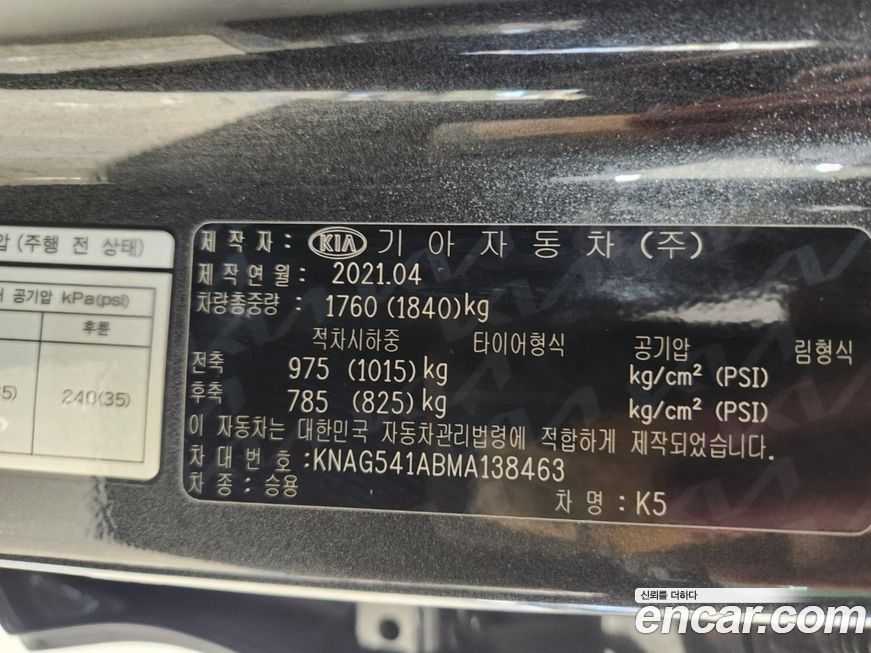 압 (주행 전 상태)
공기압 kPa(psi)
후륜
5)
240(35)
제 작 자 : KIA 기 아 자 동 차 (주)
제 작 연 월 : 2021.04
차량총중량 : 1760 (1840)kg
적차시하중 타이어형식 공기압 림형식
전축 975 (1015)kg kg/cm² (PSI)
후축 785 (825)kg kg/cm² (PSI)
이 자동차는 대한민국 자동차관리법령에 적합하게 제작되었습니다.
차 대 번 호 :KNAG541ABMA138463
차 종 : 승용 차 명 : K5
신뢰를 더하다
encar.com